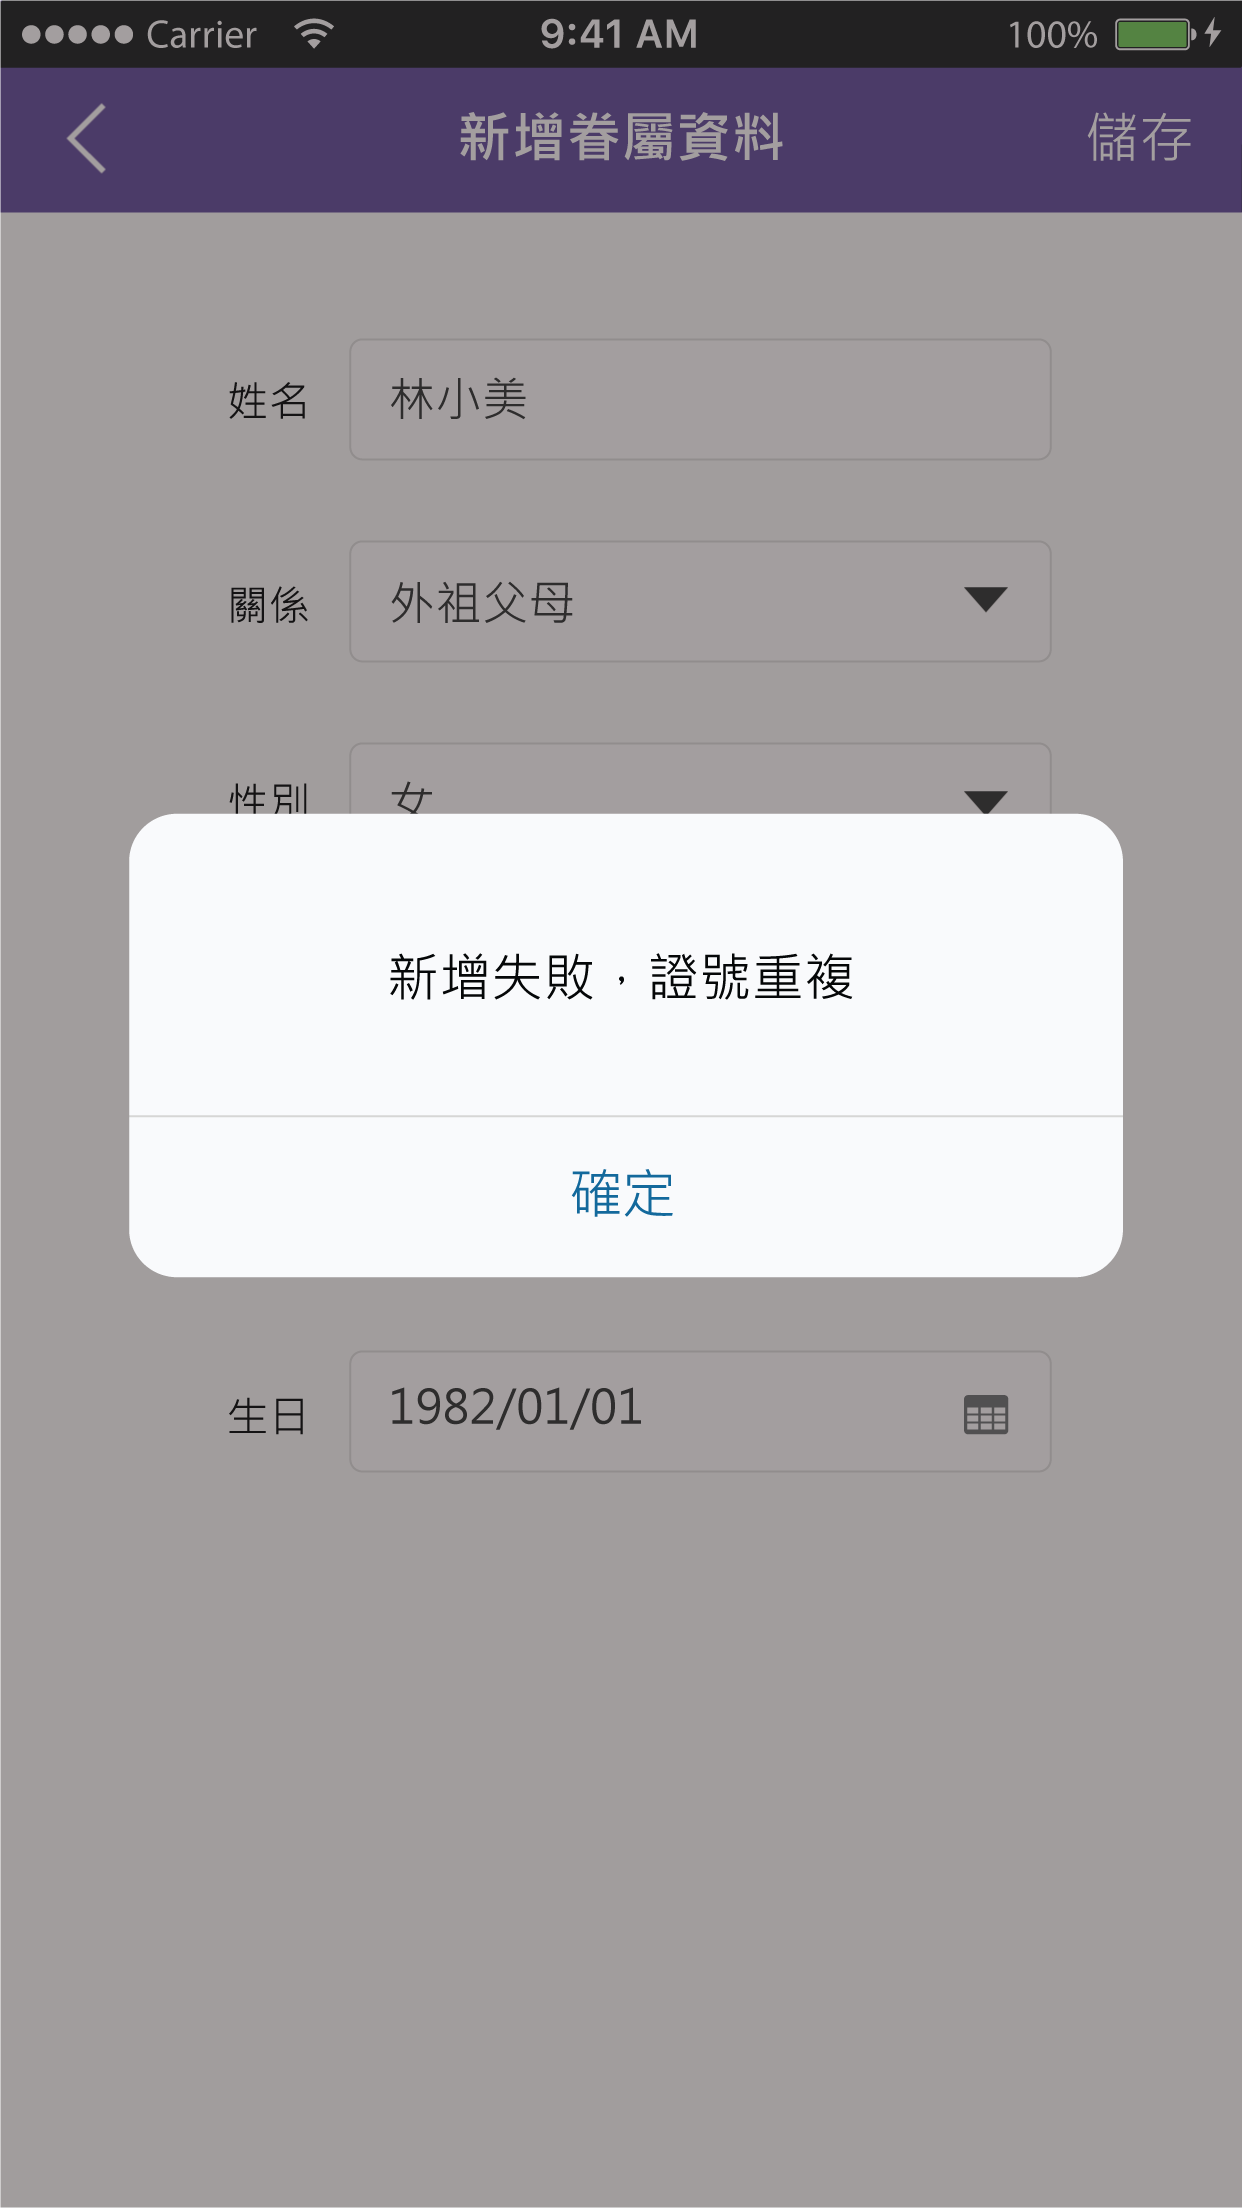 Carrier 9:41 AM 100%
新增眷屬資料 儲存
姓名 林小美
關係 外祖父母
性別 女
新增失敗，證號重複
確定
生日 1982/01/01